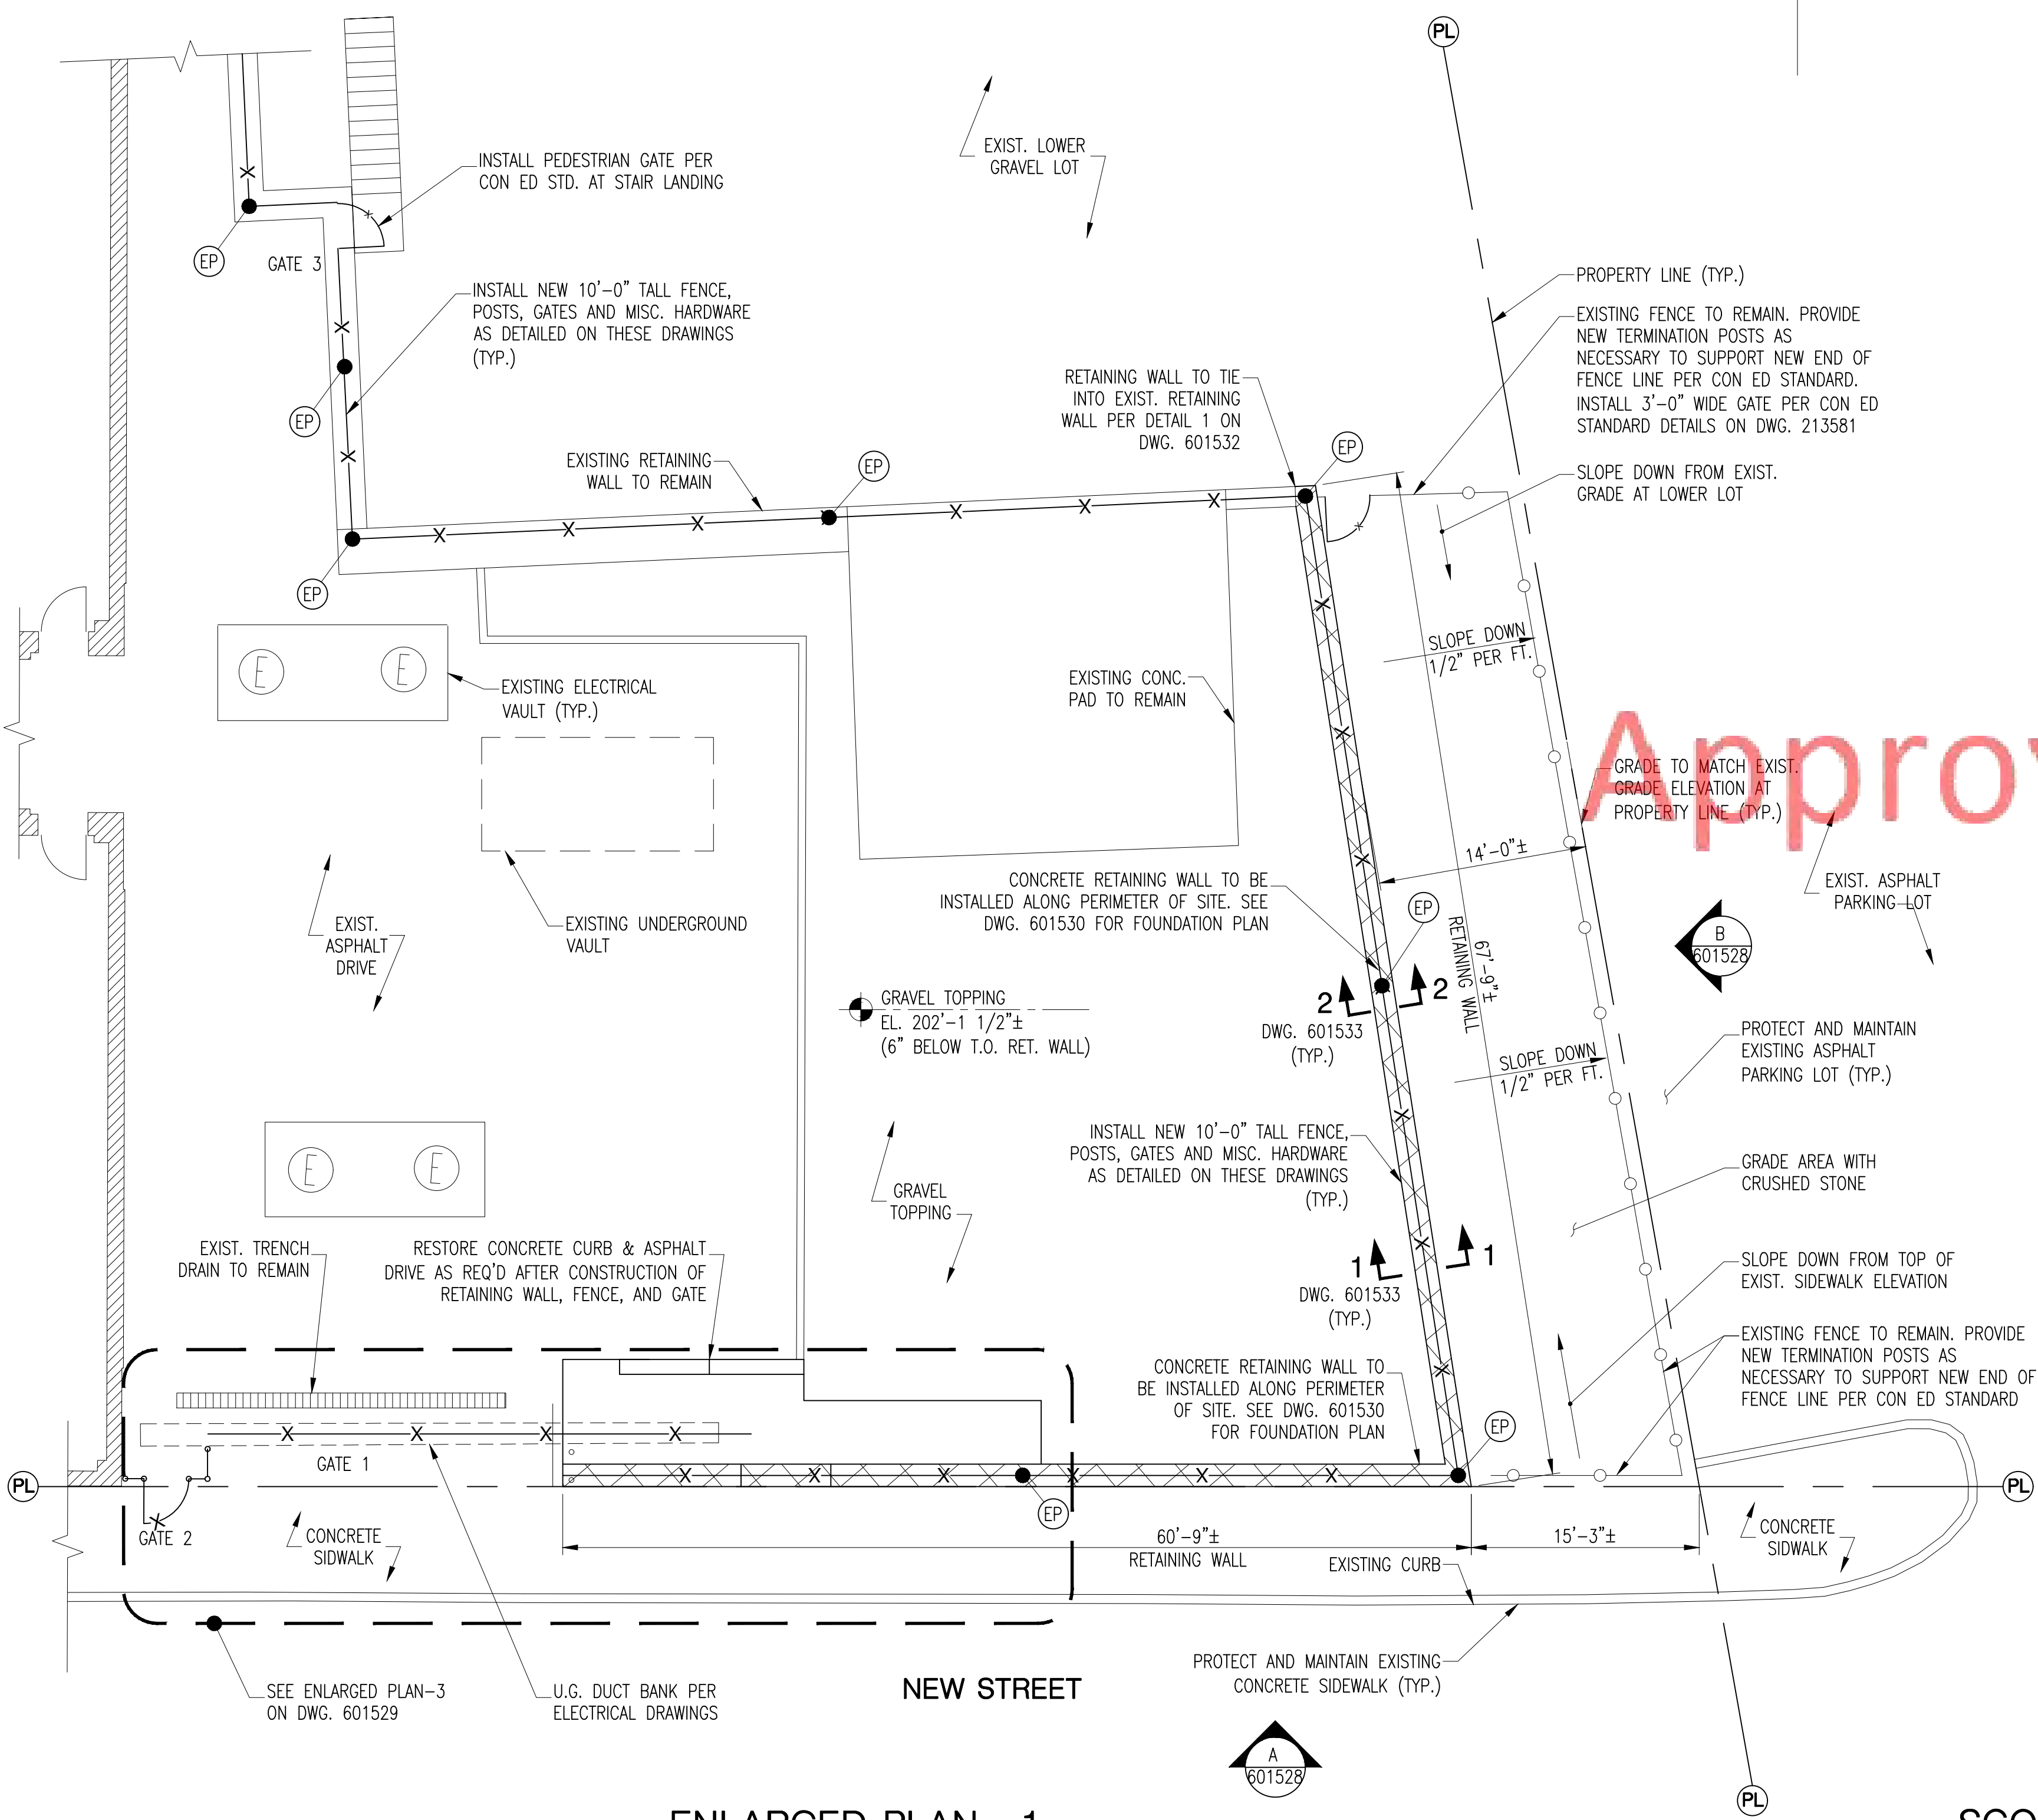 PL
EXIST. LOWER
GRAVEL LOT
INSTALL PEDESTRIAN GATE PER
CON ED STD. AT STAIR LANDING
EP
GATE 3
INSTALL NEW 10'-0" TALL FENCE,
POSTS, GATES AND MISC. HARDWARE
AS DETAILED ON THESE DRAWINGS
(TYP.)
EP
PROPERTY LINE (TYP.)
EXISTING FENCE TO REMAIN. PROVIDE
NEW TERMINATION POSTS AS
NECESSARY TO SUPPORT NEW END OF
FENCE LINE PER CON ED STANDARD.
INSTALL 3'-0" WIDE GATE PER CON ED
STANDARD DETAILS ON DWG. 213581
RETAINING WALL TO TIE
INTO EXIST. RETAINING
WALL PER DETAIL 1 ON
DWG. 601532
EP
EXISTING RETAINING
WALL TO REMAIN
EP
SLOPE DOWN FROM EXIST.
GRADE AT LOWER LOT
EP
E
E
EXISTING ELECTRICAL
VAULT (TYP.)
EXISTING CONC.
PAD TO REMAIN
SLOPE DOWN
1/2" PER FT.
Appro
GRADE TO MATCH EXIST.
GRADE ELEVATION AT
PROPERTY LINE (TYP.)
14'-0"±
EXIST. ASPHALT
PARKING LOT
CONCRETE RETAINING WALL TO BE
INSTALLED ALONG PERIMETER OF SITE. SEE
DWG. 601530 FOR FOUNDATION PLAN
EP
EXIST.
ASPHALT
DRIVE
EXISTING UNDERGROUND
VAULT
B
601528
67'-9"±
RETAINING WALL
GRAVEL TOPPING
EL. 202'-1 1/2"±
(6" BELOW T.O. RET. WALL)
2
2
DWG. 601533
(TYP.)
PROTECT AND MAINTAIN
EXISTING ASPHALT
PARKING LOT (TYP.)
SLOPE DOWN
1/2" PER FT.
INSTALL NEW 10'-0" TALL FENCE,
POSTS, GATES AND MISC. HARDWARE
AS DETAILED ON THESE DRAWINGS
(TYP.)
E
E
GRADE AREA WITH
CRUSHED STONE
GRAVEL
TOPPING
EXIST. TRENCH
DRAIN TO REMAIN
RESTORE CONCRETE CURB & ASPHALT
DRIVE AS REQ'D AFTER CONSTRUCTION OF
RETAINING WALL, FENCE, AND GATE
1
1
DWG. 601533
(TYP.)
SLOPE DOWN FROM TOP OF
EXIST. SIDEWALK ELEVATION
EXISTING FENCE TO REMAIN. PROVIDE
NEW TERMINATION POSTS AS
NECESSARY TO SUPPORT NEW END OF
FENCE LINE PER CON ED STANDARD
CONCRETE RETAINING WALL TO
BE INSTALLED ALONG PERIMETER
OF SITE. SEE DWG. 601530
FOR FOUNDATION PLAN
EP
GATE 1
PL
PL
EP
GATE 2
CONCRETE
SIDWALK
60'-9"±
RETAINING WALL
15'-3"±
CONCRETE
SIDWALK
EXISTING CURB
SEE ENLARGED PLAN-3
ON DWG. 601529
U.G. DUCT BANK PER
ELECTRICAL DRAWINGS
NEW STREET
PROTECT AND MAINTAIN EXISTING
CONCRETE SIDEWALK (TYP.)
A
601528
PL
ENLARGED PLAN - 1